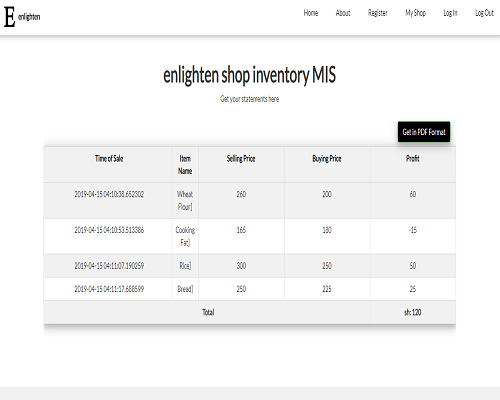 E enlighten Home About Register My Shop Log In Log Out
enlighten shop inventory MIS
Get your statements here
Get in PDF Format
Time of Sale Item Name Selling Price Buying Price Profit
2019-04-15 04:10:38.652302 Wheat Flour] 260 200 60
2019-04-15 04:10:53.513386 Cooking Fat] 165 180 -15
2019-04-15 04:11:07.190259 Rice] 300 250 50
2019-04-15 04:11:17.688599 Bread] 250 225 25
Total sh: 120